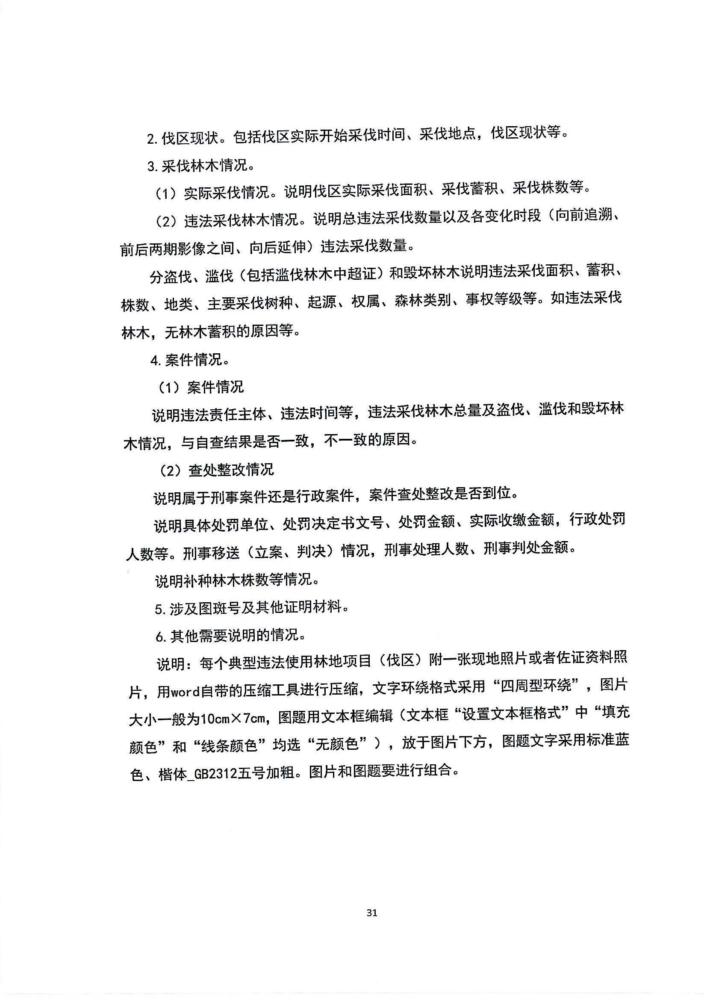 2.伐区现状。包括伐区实际开始采伐时间、采伐地点，伐区现状等。
3.采伐林木情况。
（1）实际采伐情况。说明伐区实际采伐面积、采伐蓄积、采伐株数等。
（2）违法采伐林木情况。说明总违法采伐数量以及各变化时段（向前追溯、
前后两期影像之间、向后延伸）违法采伐数量。
分盗伐、滥伐（包括滥伐林木中超证）和毁坏林木说明违法采伐面积、蓄积、
株数、地类、主要采伐树种、起源、权属、森林类别、事权等级等。如违法采伐
林木，无林木蓄积的原因等。
4.案件情况。
（1）案件情况
说明违法责任主体、违法时间等，违法采伐林木总量及盗伐、滥伐和毁坏林
木情况，与自查结果是否一致，不一致的原因。
（2）查处整改情况
说明属于刑事案件还是行政案件，案件查处整改是否到位。
说明具体处罚单位、处罚决定书文号、处罚金额、实际收缴金额，行政处罚
人数等。刑事移送（立案、判决）情况，刑事处理人数、刑事判处金额。
说明补种林木株数等情况。
5.涉及图斑号及其他证明材料。
6.其他需要说明的情况。
说明：每个典型违法使用林地项目（伐区）附一张现地照片或者佐证资料照
片，用word自带的压缩工具进行压缩，文字环绕格式采用“四周型环绕”，图片
大小一般为10cm×7cm，图题用文本框编辑（文本框“设置文本框格式”中“填充
颜色”和“线条颜色”均选“无颜色”），放于图片下方，图题文字采用标准蓝
色、楷体_GB2312五号加粗。图片和图题要进行组合。
31